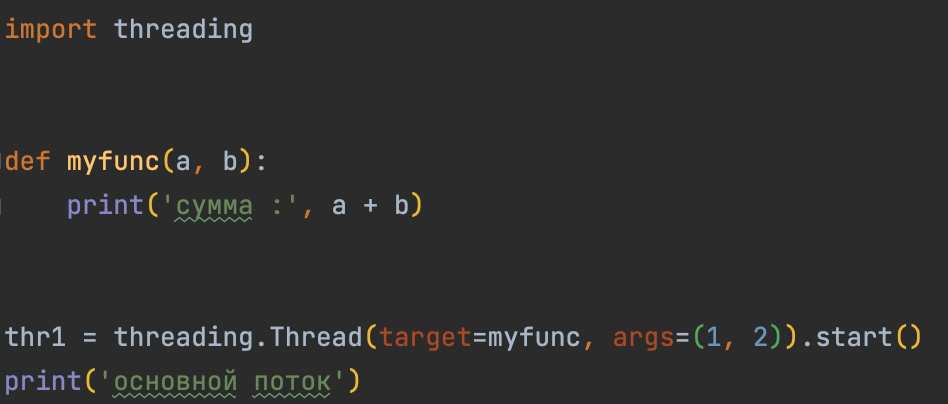 import threading
def myfunc(a, b):
print('сумма :', a + b)
thr1 = threading.Thread(target=myfunc, args=(1, 2)).start()
print('основной поток')